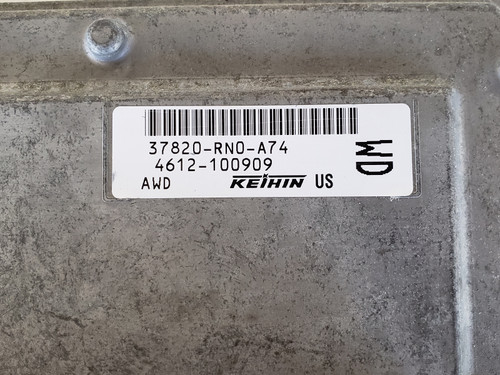 37820-RN0-A74
4612-100909
AWD KEIHIN US
WD